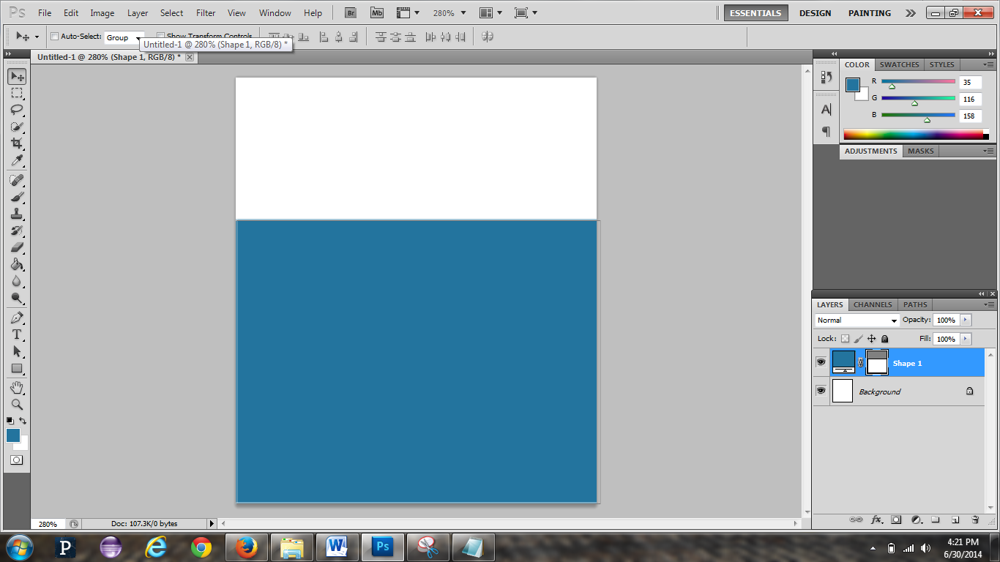 Ps File Edit Image Layer Select Filter View Window Help Br Mb 280% ESSENTIALS DESIGN PAINTING
Auto-Select: Group Show Transform Controls
Untitled-1 @ 280% (Shape 1, RGB/8) *
Untitled-1 @ 280% (Shape 1, RGB/8) *
COLOR SWATCHES STYLES
R 35
G 116
B 158
ADJUSTMENTS MASKS
LAYERS CHANNELS PATHS
Normal Opacity: 100%
Lock: Fill: 100%
Shape 1
Background
280% Doc: 107.3K/0 bytes
P W Ps
4:21 PM
6/30/2014